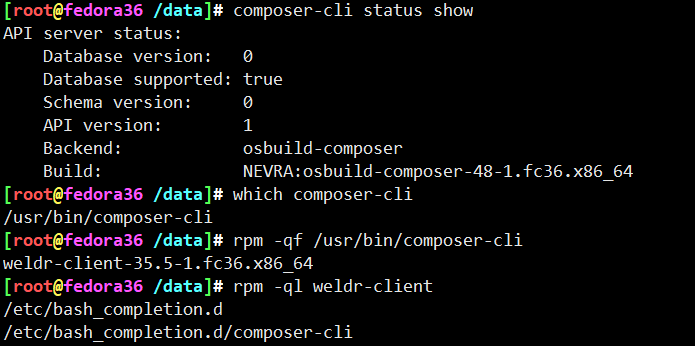 [root@fedora36 /data]# composer-cli status show
API server status:
    Database version:   0
    Database supported: true
    Schema version:     0
    API version:        1
    Backend:            osbuild-composer
    Build:              NEVRA:osbuild-composer-48-1.fc36.x86_64
[root@fedora36 /data]# which composer-cli
/usr/bin/composer-cli
[root@fedora36 /data]# rpm -qf /usr/bin/composer-cli
weldr-client-35.5-1.fc36.x86_64
[root@fedora36 /data]# rpm -ql weldr-client
/etc/bash_completion.d
/etc/bash_completion.d/composer-cli